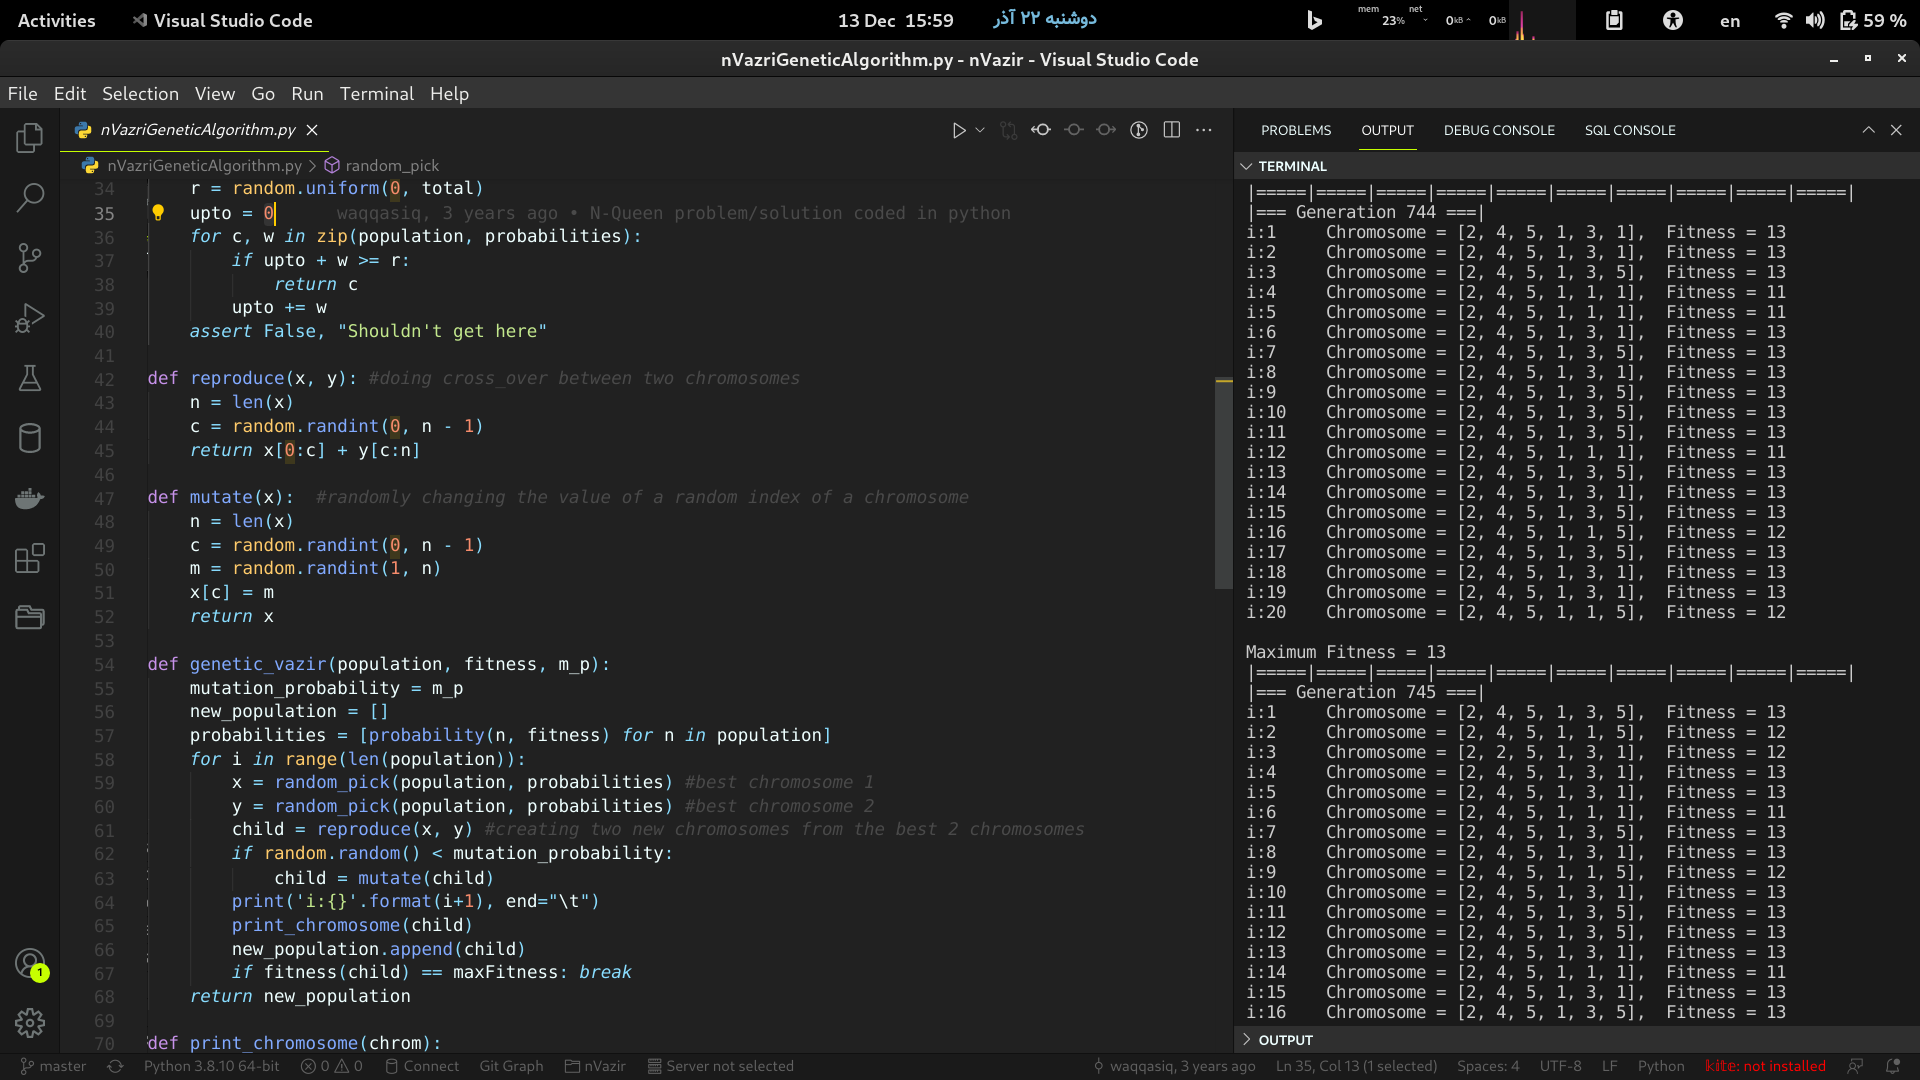 Activities
Visual Studio Code
13 Dec 15:59
دوشنبه ۲۲ آذر
mem
23%
net
0kB
0kB
en
59 %
nVazriGeneticAlgorithm.py - nVazir - Visual Studio Code
File Edit Selection View Go Run Terminal Help
nVazriGeneticAlgorithm.py
nVazriGeneticAlgorithm.py > random_pick
34 r = random.uniform(0, total)
35 upto = 0 waqqasiq, 3 years ago • N-Queen problem/solution coded in python
36 for c, w in zip(population, probabilities):
37 if upto + w >= r:
38 return c
39 upto += w
40 assert False, "Shouldn't get here"
41
42 def reproduce(x, y): #doing cross_over between two chromosomes
43 n = len(x)
44 c = random.randint(0, n - 1)
45 return x[0:c] + y[c:n]
46
47 def mutate(x): #randomly changing the value of a random index of a chromosome
48 n = len(x)
49 c = random.randint(0, n - 1)
50 m = random.randint(1, n)
51 x[c] = m
52 return x
53
54 def genetic_vazir(population, fitness, m_p):
55 mutation_probability = m_p
56 new_population = []
57 probabilities = [probability(n, fitness) for n in population]
58 for i in range(len(population)):
59 x = random_pick(population, probabilities) #best chromosome 1
60 y = random_pick(population, probabilities) #best chromosome 2
61 child = reproduce(x, y) #creating two new chromosomes from the best 2 chromosomes
62 if random.random() < mutation_probability:
63 child = mutate(child)
64 print('i:{}'.format(i+1), end="\t")
65 print_chromosome(child)
66 new_population.append(child)
67 if fitness(child) == maxFitness: break
68 return new_population
69
70 def print_chromosome(chrom):
PROBLEMS OUTPUT DEBUG CONSOLE SQL CONSOLE
TERMINAL
|=====|=====|=====|=====|=====|=====|=====|=====|=====|=====|
|=== Generation 744 ===|
i:1 Chromosome = [2, 4, 5, 1, 3, 1], Fitness = 13
i:2 Chromosome = [2, 4, 5, 1, 3, 1], Fitness = 13
i:3 Chromosome = [2, 4, 5, 1, 3, 5], Fitness = 13
i:4 Chromosome = [2, 4, 5, 1, 1, 1], Fitness = 11
i:5 Chromosome = [2, 4, 5, 1, 1, 1], Fitness = 11
i:6 Chromosome = [2, 4, 5, 1, 3, 1], Fitness = 13
i:7 Chromosome = [2, 4, 5, 1, 3, 5], Fitness = 13
i:8 Chromosome = [2, 4, 5, 1, 3, 1], Fitness = 13
i:9 Chromosome = [2, 4, 5, 1, 3, 5], Fitness = 13
i:10 Chromosome = [2, 4, 5, 1, 3, 5], Fitness = 13
i:11 Chromosome = [2, 4, 5, 1, 3, 5], Fitness = 13
i:12 Chromosome = [2, 4, 5, 1, 1, 1], Fitness = 11
i:13 Chromosome = [2, 4, 5, 1, 3, 5], Fitness = 13
i:14 Chromosome = [2, 4, 5, 1, 3, 1], Fitness = 13
i:15 Chromosome = [2, 4, 5, 1, 3, 5], Fitness = 13
i:16 Chromosome = [2, 4, 5, 1, 1, 5], Fitness = 12
i:17 Chromosome = [2, 4, 5, 1, 3, 5], Fitness = 13
i:18 Chromosome = [2, 4, 5, 1, 3, 1], Fitness = 13
i:19 Chromosome = [2, 4, 5, 1, 3, 1], Fitness = 13
i:20 Chromosome = [2, 4, 5, 1, 1, 5], Fitness = 12
Maximum Fitness = 13
|=====|=====|=====|=====|=====|=====|=====|=====|=====|=====|
|=== Generation 745 ===|
i:1 Chromosome = [2, 4, 5, 1, 3, 5], Fitness = 13
i:2 Chromosome = [2, 4, 5, 1, 1, 5], Fitness = 12
i:3 Chromosome = [2, 2, 5, 1, 3, 1], Fitness = 12
i:4 Chromosome = [2, 4, 5, 1, 3, 1], Fitness = 13
i:5 Chromosome = [2, 4, 5, 1, 3, 1], Fitness = 13
i:6 Chromosome = [2, 4, 5, 1, 1, 1], Fitness = 11
i:7 Chromosome = [2, 4, 5, 1, 3, 5], Fitness = 13
i:8 Chromosome = [2, 4, 5, 1, 3, 1], Fitness = 13
i:9 Chromosome = [2, 4, 5, 1, 1, 5], Fitness = 12
i:10 Chromosome = [2, 4, 5, 1, 3, 1], Fitness = 13
i:11 Chromosome = [2, 4, 5, 1, 3, 5], Fitness = 13
i:12 Chromosome = [2, 4, 5, 1, 3, 5], Fitness = 13
i:13 Chromosome = [2, 4, 5, 1, 3, 1], Fitness = 13
i:14 Chromosome = [2, 4, 5, 1, 1, 1], Fitness = 11
i:15 Chromosome = [2, 4, 5, 1, 3, 1], Fitness = 13
i:16 Chromosome = [2, 4, 5, 1, 3, 5], Fitness = 13
OUTPUT
1
master Python 3.8.10 64-bit 0 0 Connect Git Graph nVazir Server not selected waqqasiq, 3 years ago Ln 35, Col 13 (1 selected) Spaces: 4 UTF-8 LF Python kite: not installed